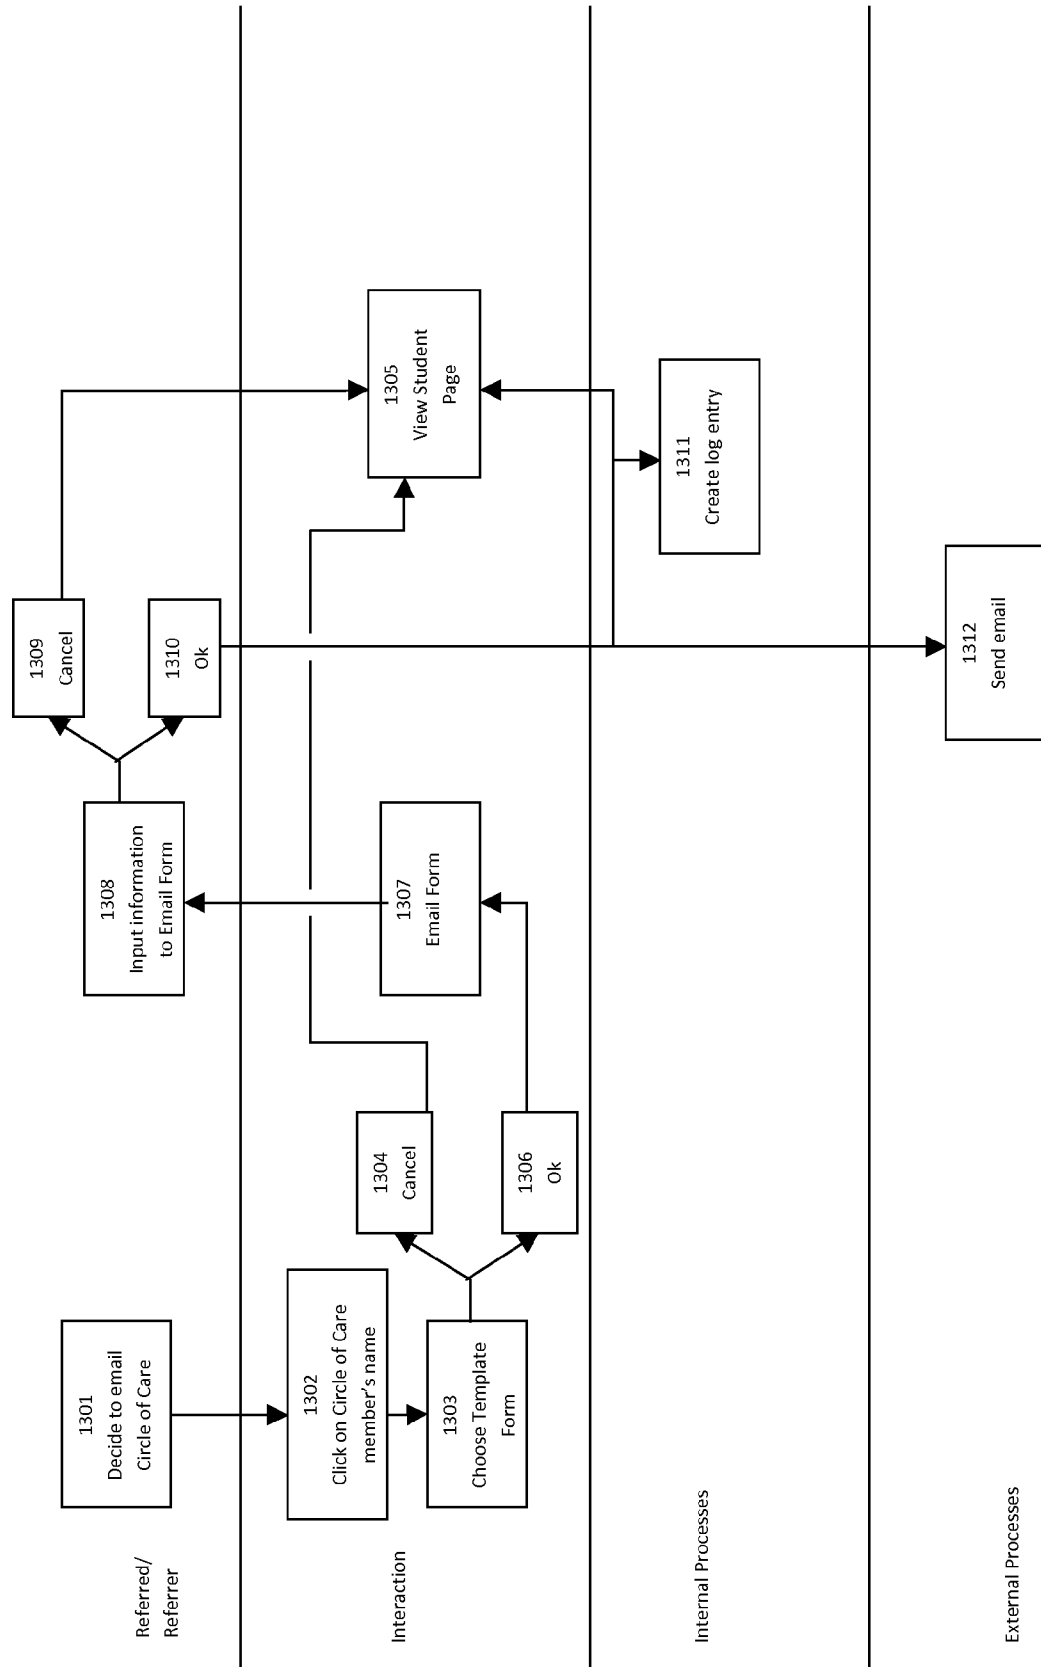 Referred/
Referrer
1301
Decide to email
Circle of Care
1308
Input information
to Email Form
1309
Cancel
1310
Ok
Interaction
1302
Click on Circle of Care
member's name
1303
Choose Template
Form
1304
Cancel
1306
Ok
1307
Email Form
1305
View Student
Page
Internal Processes
1311
Create log entry
External Processes
1312
Send email